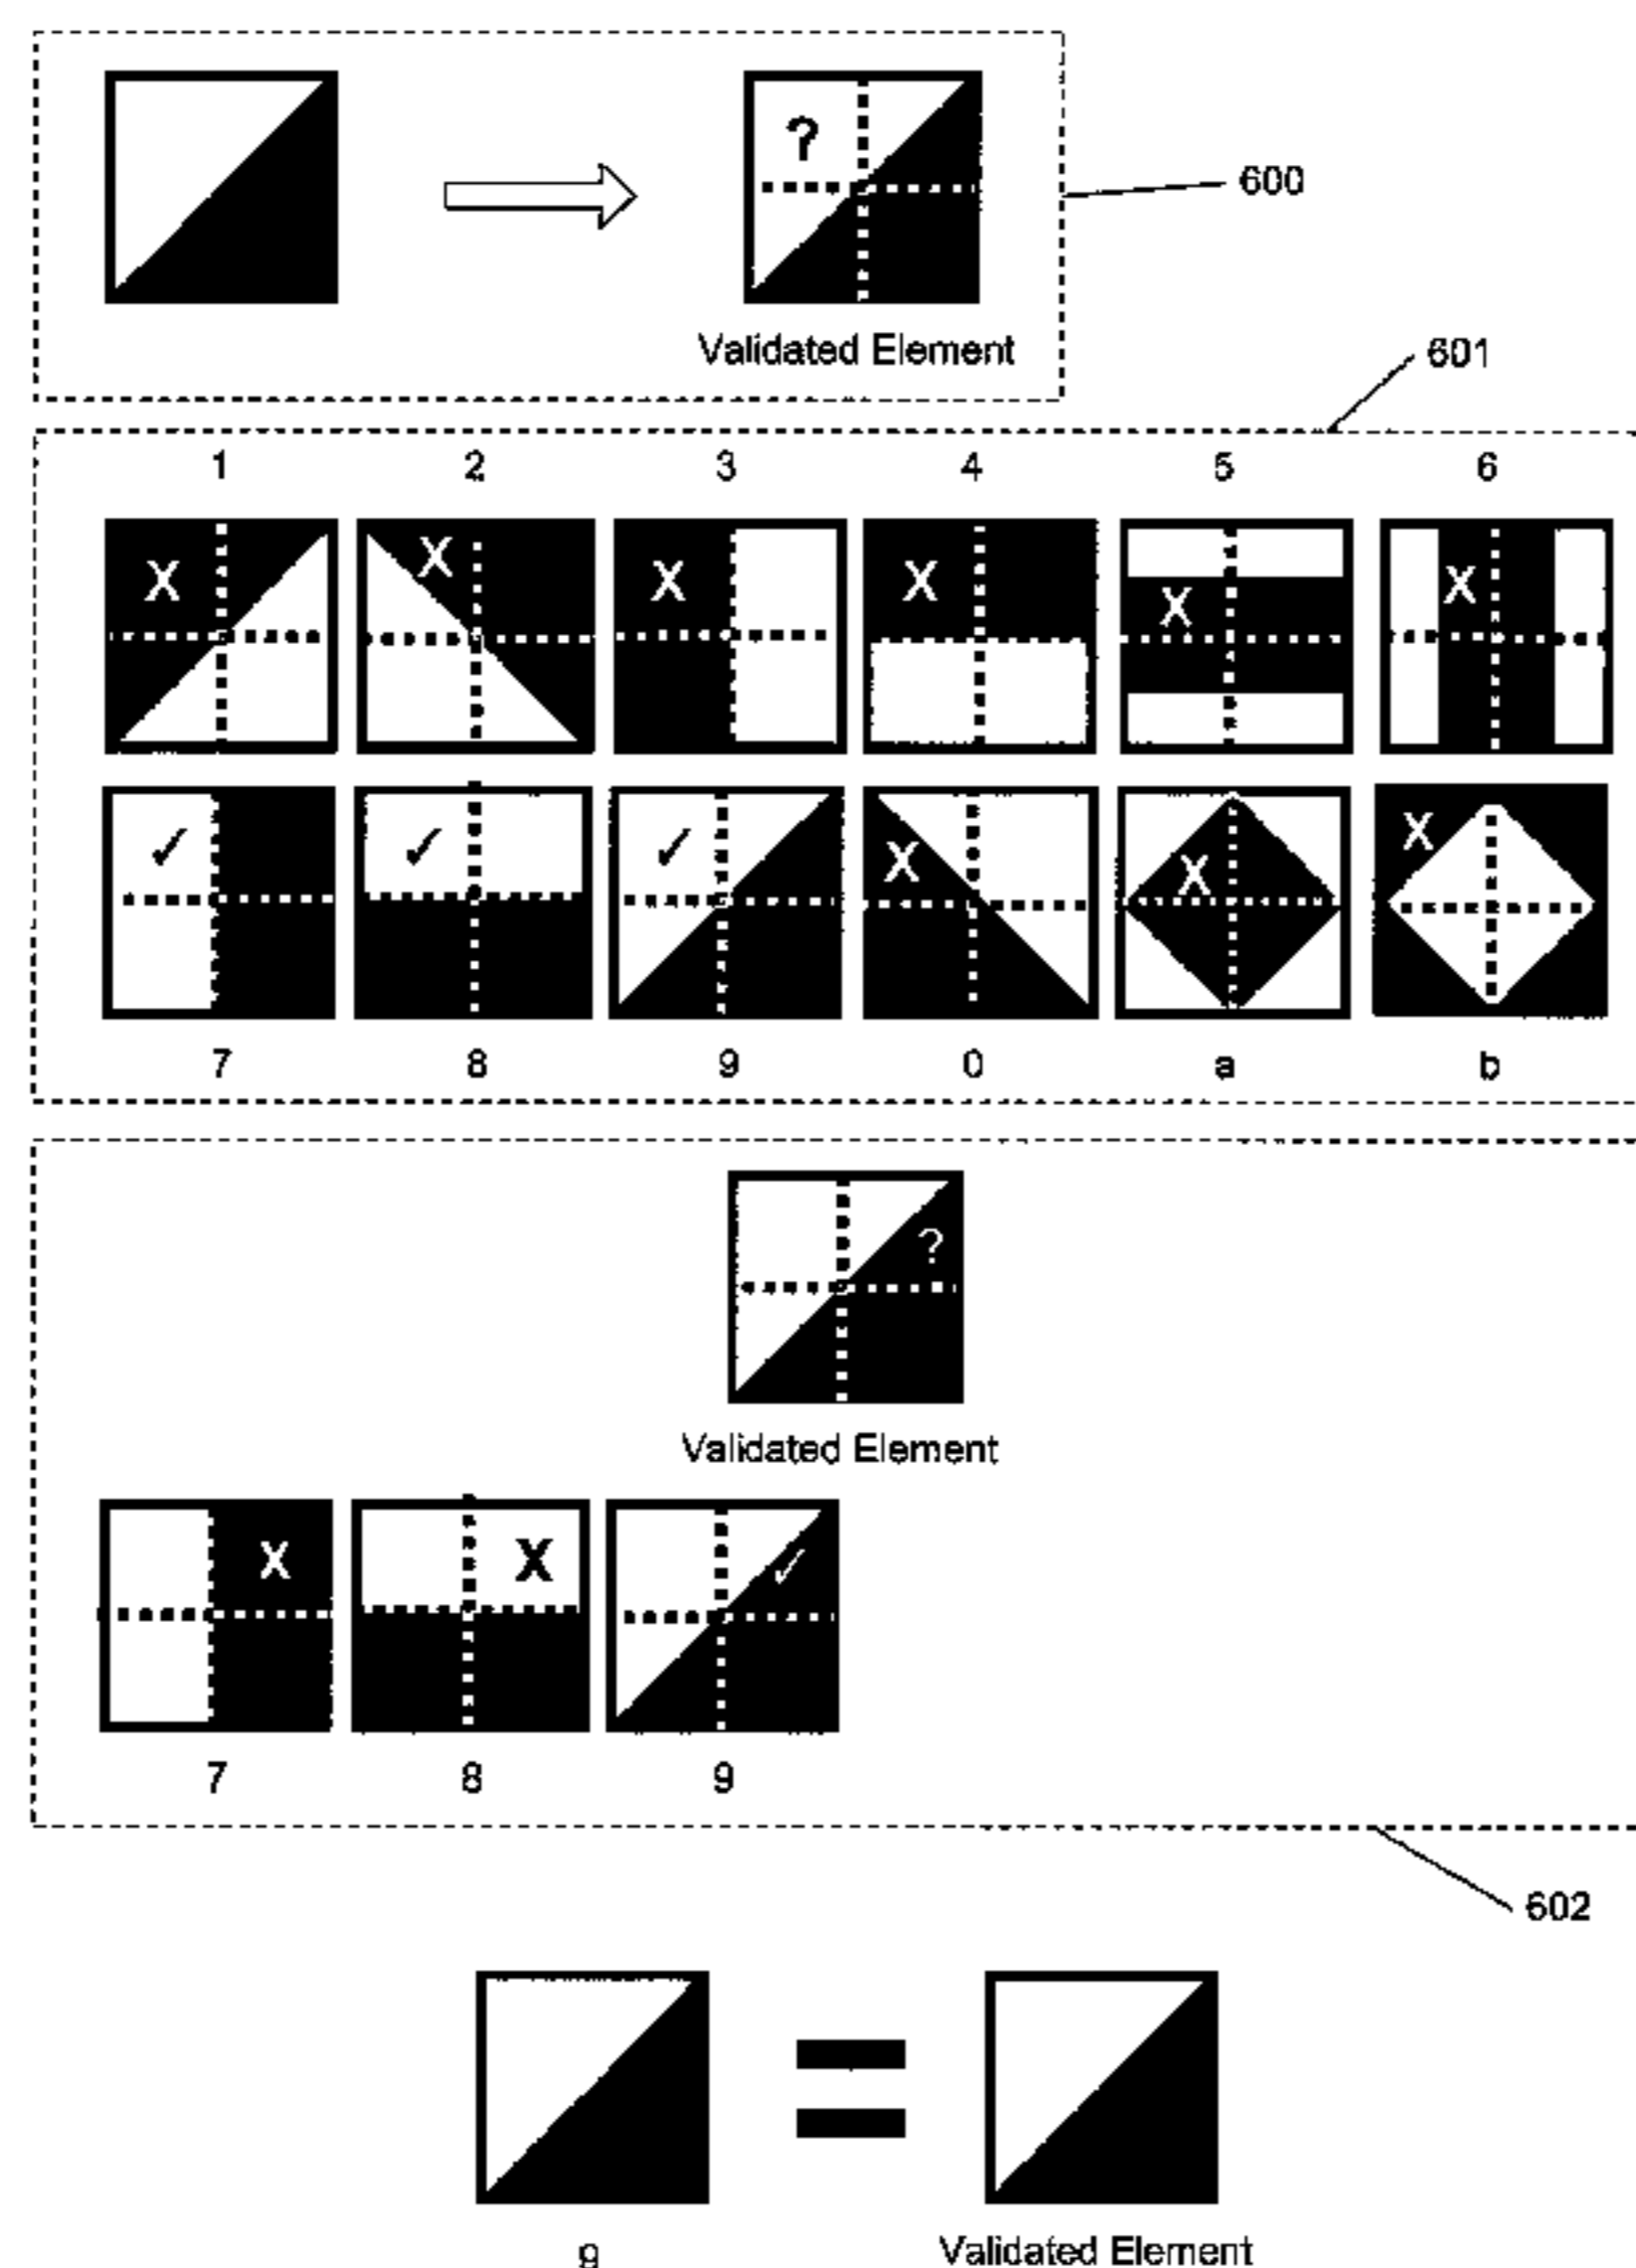 ?
600
Validated Element
601
1 2 3 4 5 6
X X X X X X
✓ ✓ ✓ X X X
7 8 9 0 a b
?
Validated Element
X X ✓
7 8 9
602
9 Validated Element